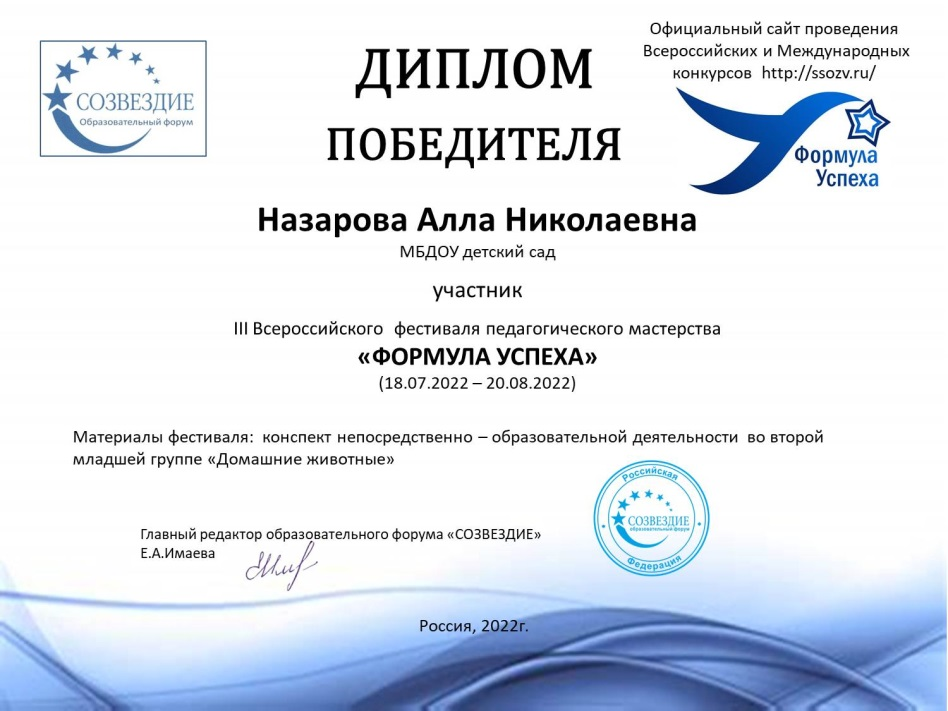 Официальный сайт проведения
Всероссийских и Международных
конкурсов http://ssozv.ru/
СОЗВЕЗДИЕ
Образовательный форум
ДИПЛОМ
ПОБЕДИТЕЛЯ
Формула
Успеха
Назарова Алла Николаевна
МБДОУ детский сад
участник
III Всероссийского фестиваля педагогического мастерства
«ФОРМУЛА УСПЕХА»
(18.07.2022 – 20.08.2022)
Материалы фестиваля: конспект непосредственно – образовательной деятельности во второй
младшей группе «Домашние животные»
Российская
СОЗВЕЗДИЕ
образовательный форум
Федерация
Главный редактор образовательного форума «СОЗВЕЗДИЕ»
Е.А.Имаева
Россия, 2022г.